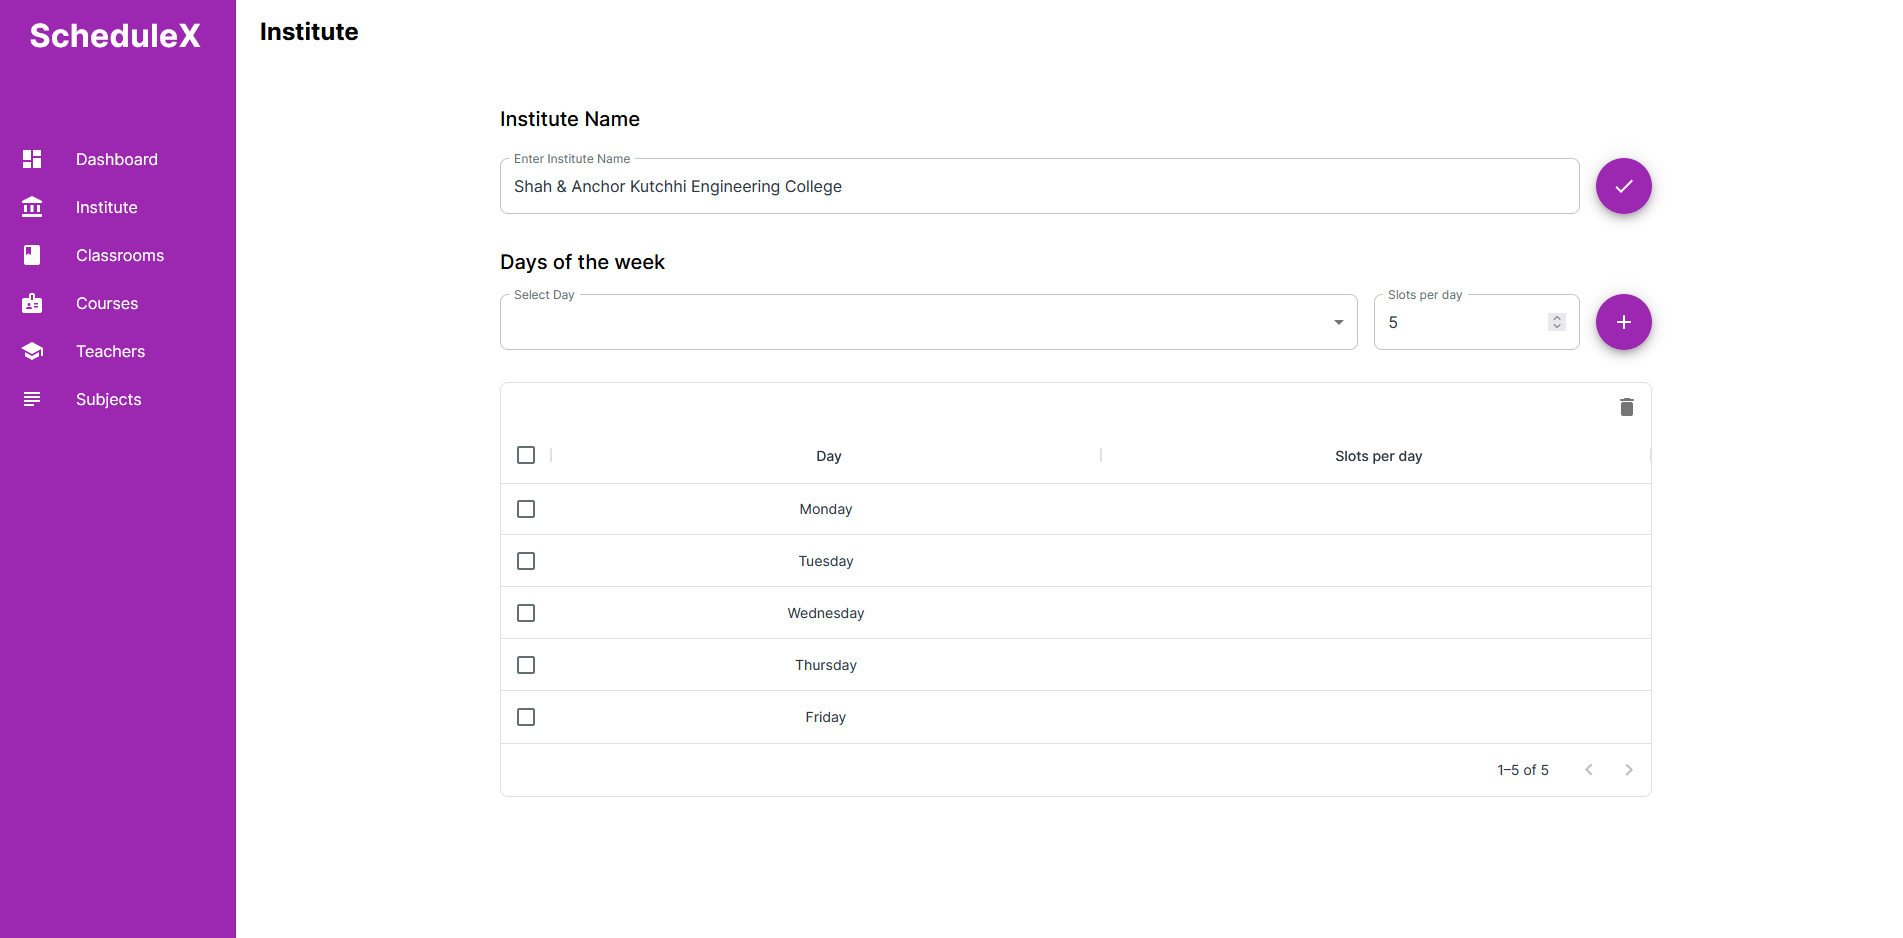 ScheduleX
Institute
Dashboard
Institute
Classrooms
Courses
Teachers
Subjects
Institute Name
Enter Institute Name
Shah & Anchor Kutchhi Engineering College
Days of the week
Select Day
Slots per day
5
Day Slots per day
Monday
Tuesday
Wednesday
Thursday
Friday
1–5 of 5